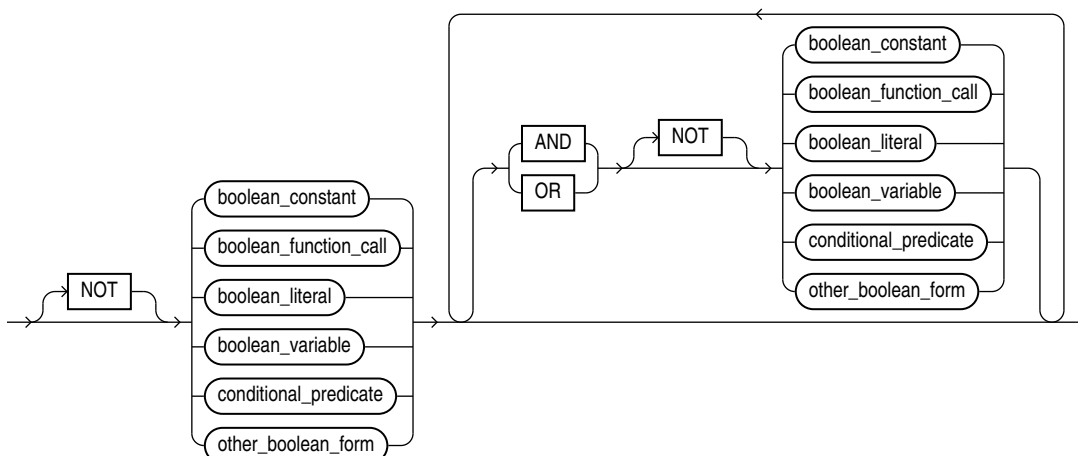 NOT
boolean_constant
boolean_function_call
boolean_literal
boolean_variable
conditional_predicate
other_boolean_form
AND
OR
NOT
boolean_constant
boolean_function_call
boolean_literal
boolean_variable
conditional_predicate
other_boolean_form